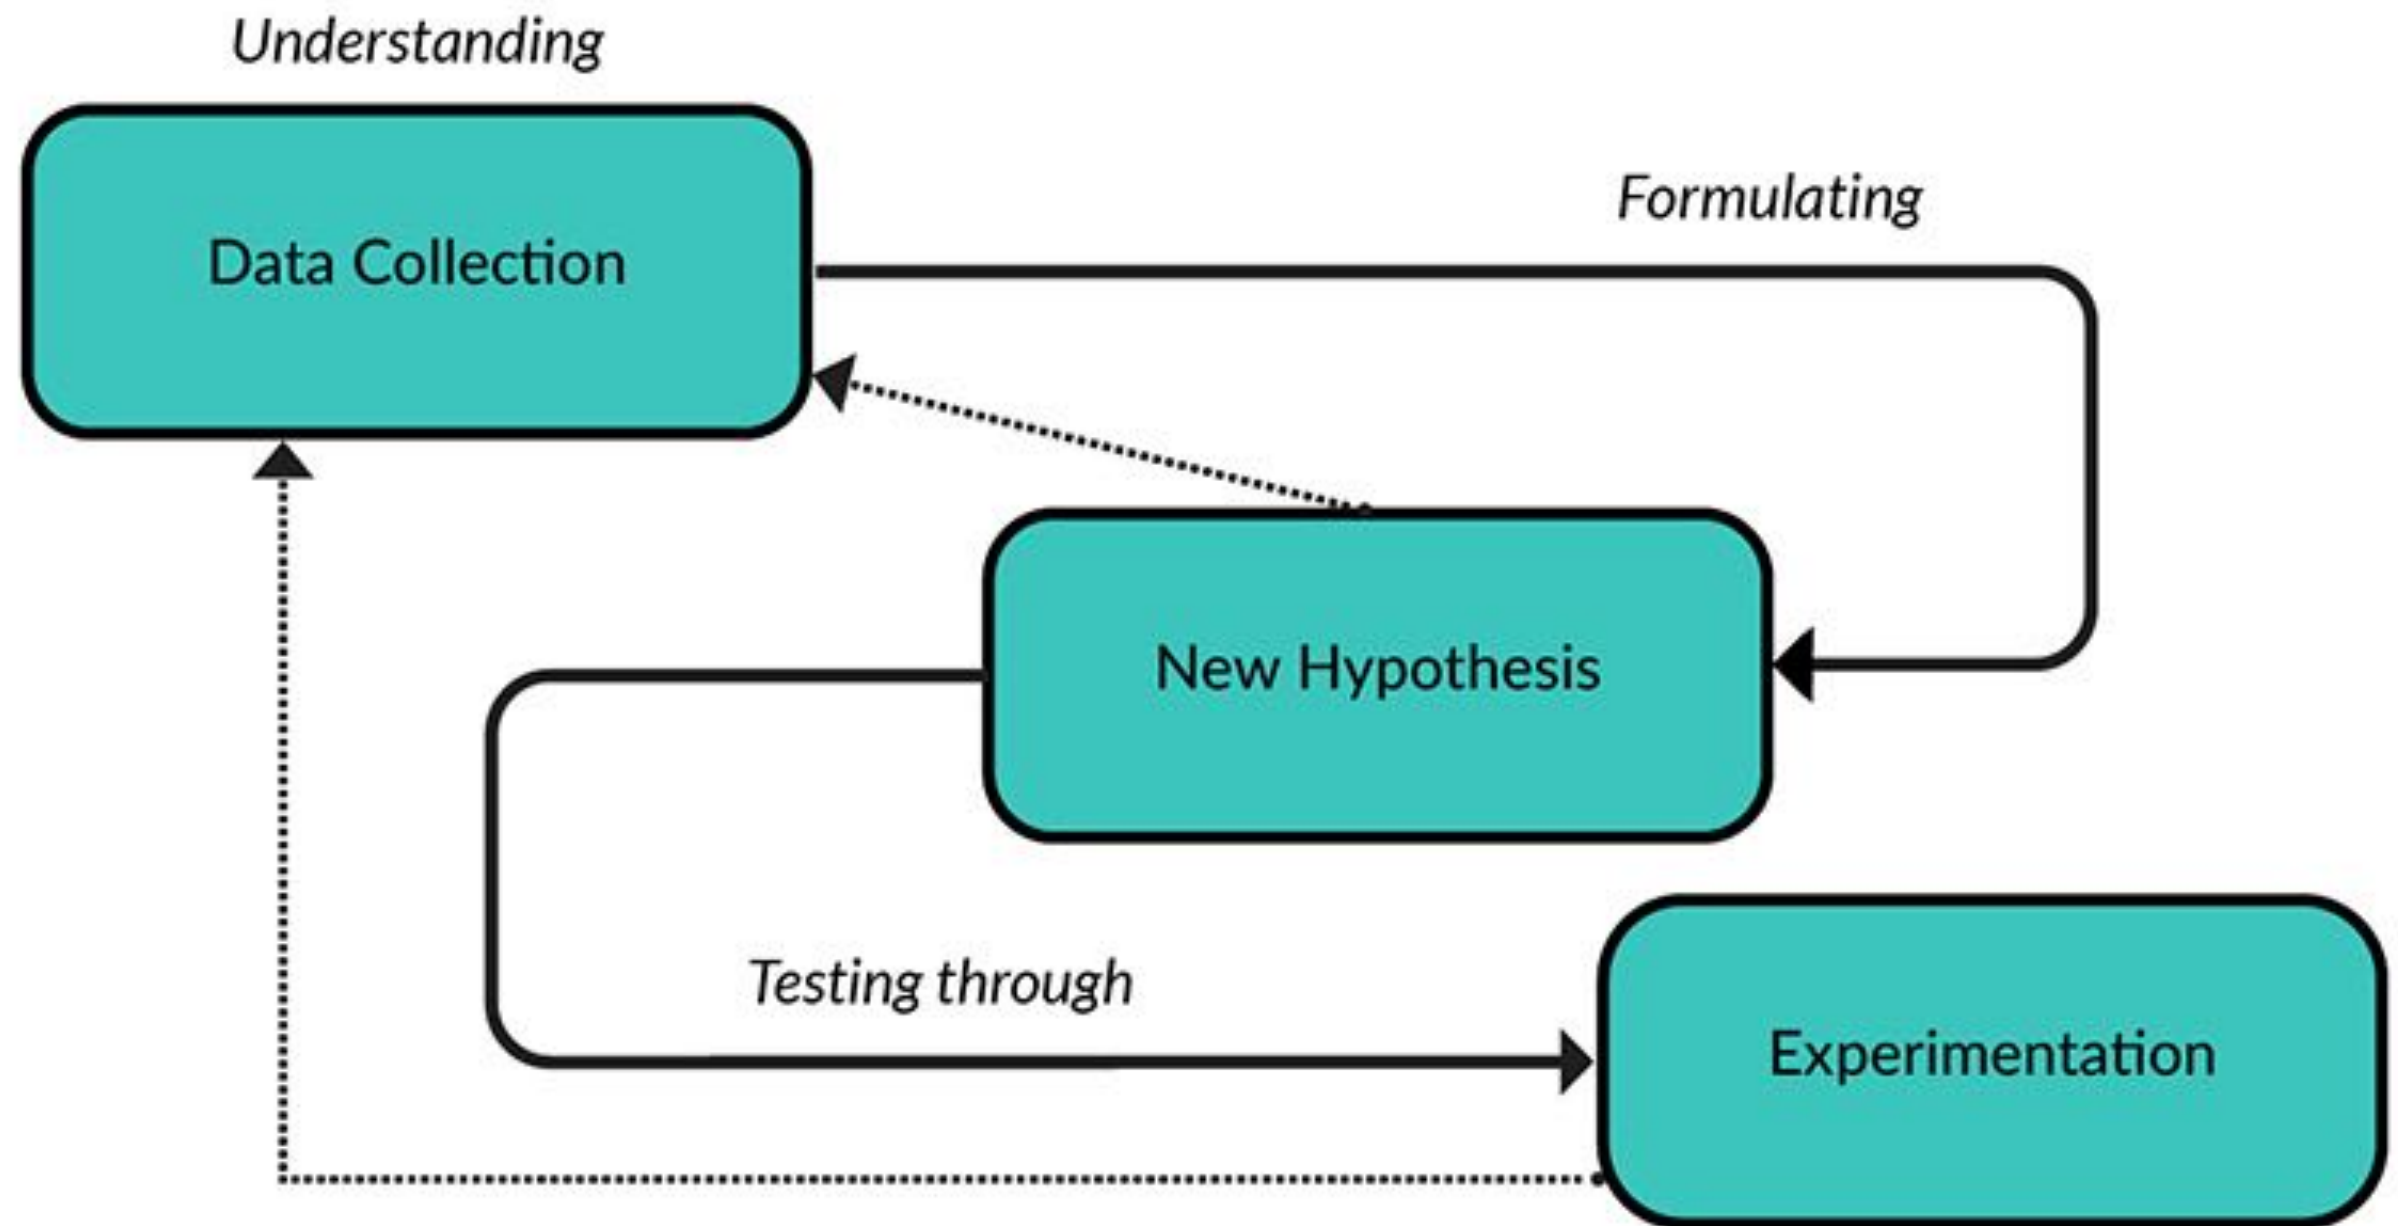 Understanding
Data Collection
Formulating
New Hypothesis
Testing through
Experimentation